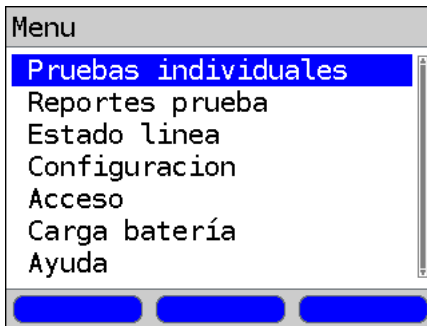 Menu
Pruebas individuales
Reportes prueba
Estado linea
Configuracion
Acceso
Carga batería
Ayuda